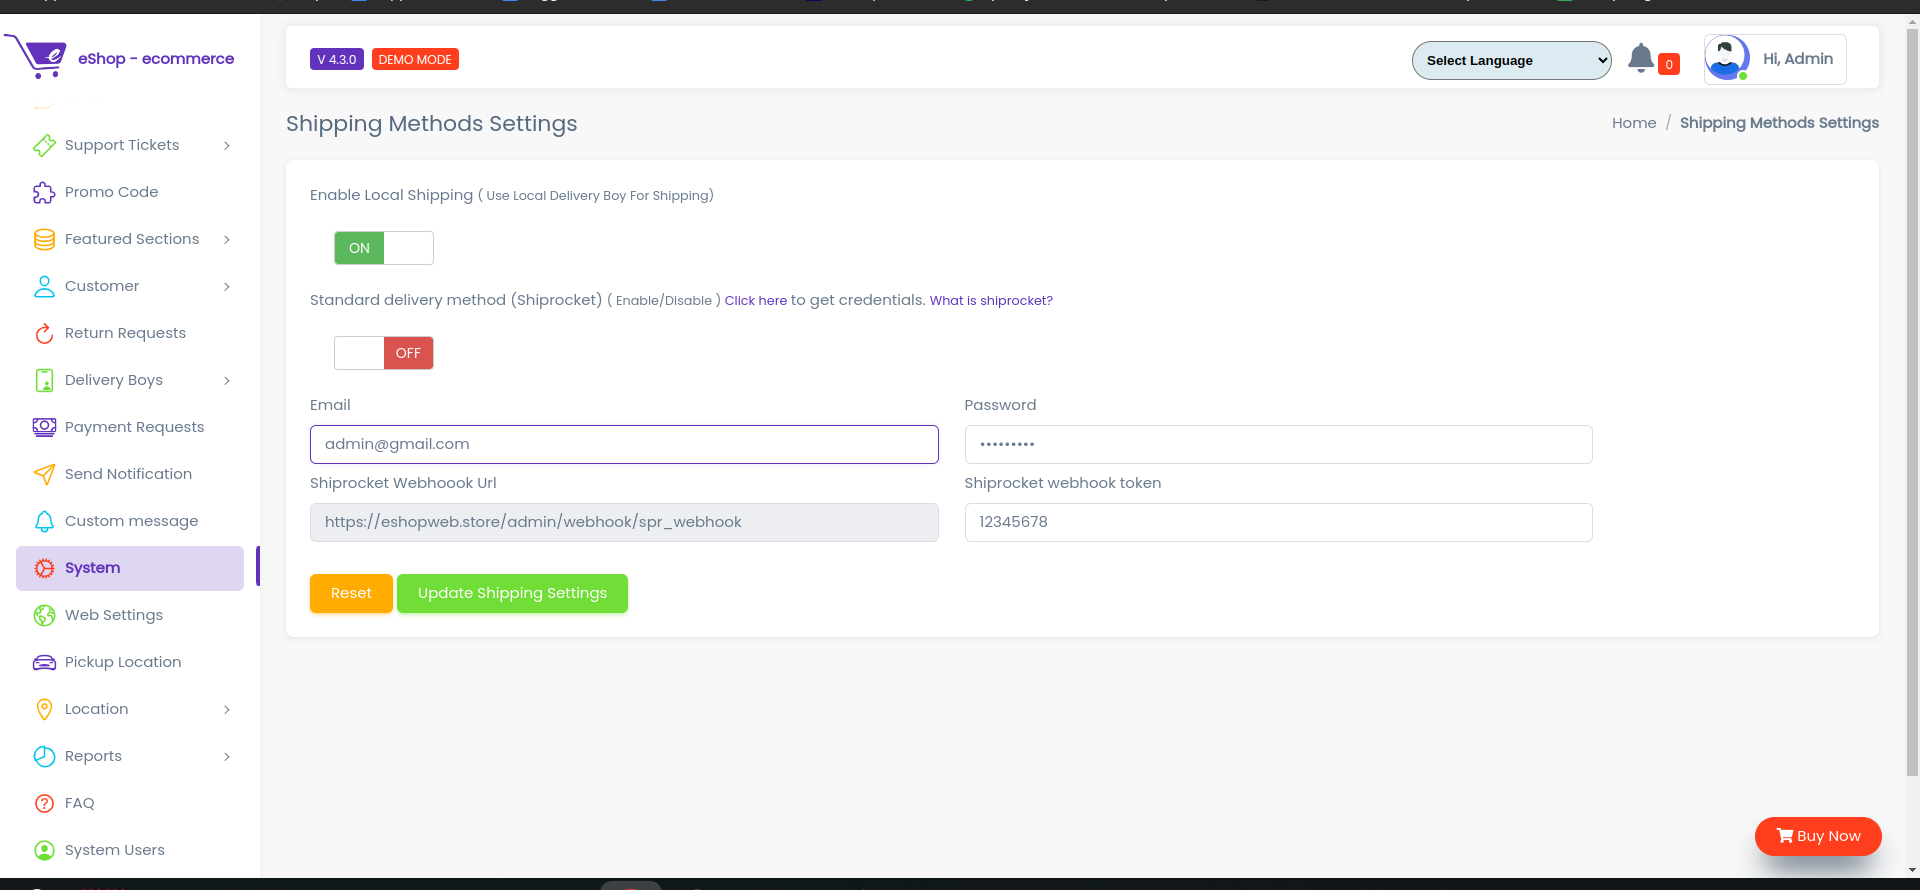 eShop - ecommerce
V 4.3.0 DEMO MODE
Select Language
0
Hi, Admin
Support Tickets
Promo Code
Featured Sections
Customer
Return Requests
Delivery Boys
Payment Requests
Send Notification
Custom message
System
Web Settings
Pickup Location
Location
Reports
FAQ
System Users
Shipping Methods Settings
Home / Shipping Methods Settings
Enable Local Shipping ( Use Local Delivery Boy For Shipping)
ON
Standard delivery method (Shiprocket) ( Enable/Disable ) Click here to get credentials. What is shiprocket?
OFF
Email
admin@gmail.com
Password
•••••••••
Shiprocket Webhoook Url
https://eshopweb.store/admin/webhook/spr_webhook
Shiprocket webhook token
12345678
Reset Update Shipping Settings
Buy Now